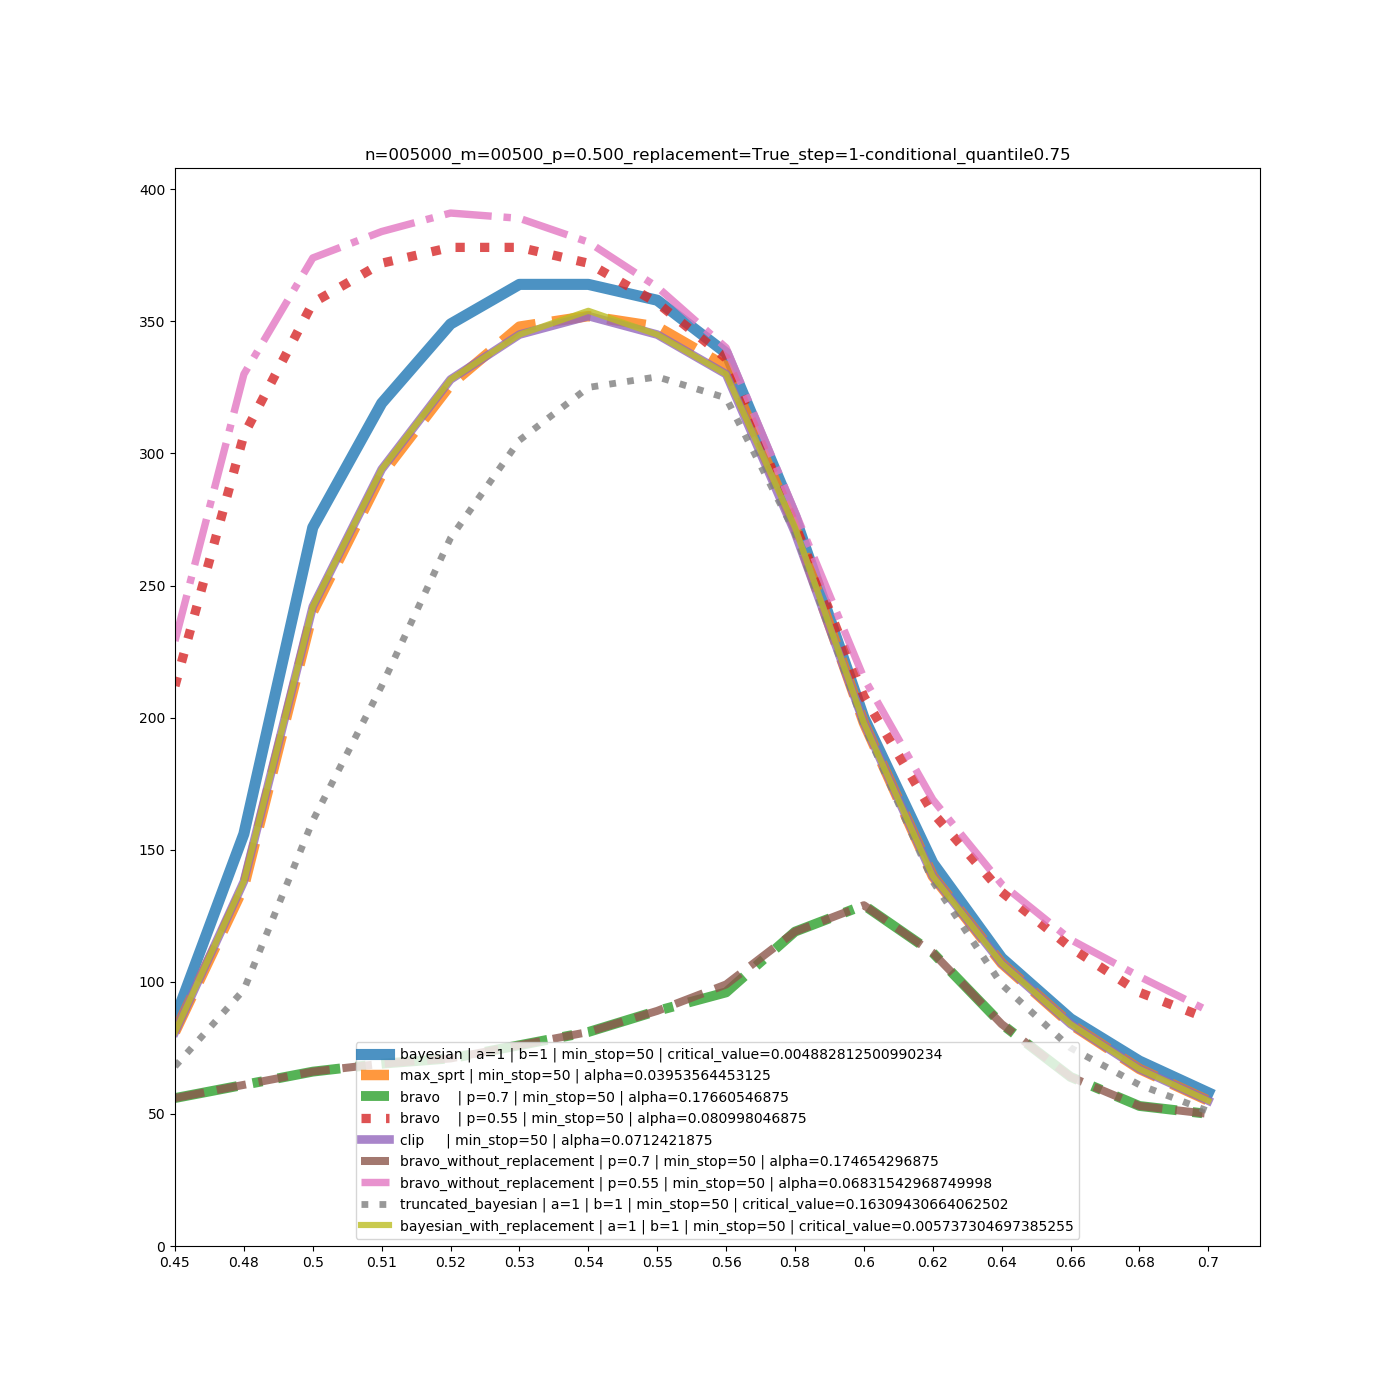 n=005000_m=00500_p=0.500_replacement=True_step=1-conditional_quantile0.75
400
350
300
250
200
150
100
50
0
bayesian | a=1 | b=1 | min_stop=50 | critical_value=0.004882812500990234
max_sprt | min_stop=50 | alpha=0.03953564453125
bravo | p=0.7 | min_stop=50 | alpha=0.17660546875
bravo | p=0.55 | min_stop=50 | alpha=0.080998046875
clip | min_stop=50 | alpha=0.0712421875
bravo_without_replacement | p=0.7 | min_stop=50 | alpha=0.174654296875
bravo_without_replacement | p=0.55 | min_stop=50 | alpha=0.06831542968749998
truncated_bayesian | a=1 | b=1 | min_stop=50 | critical_value=0.16309430664062502
bayesian_with_replacement | a=1 | b=1 | min_stop=50 | critical_value=0.005737304697385255
0.45 0.48 0.5 0.51 0.52 0.53 0.54 0.55 0.56 0.58 0.6 0.62 0.64 0.66 0.68 0.7